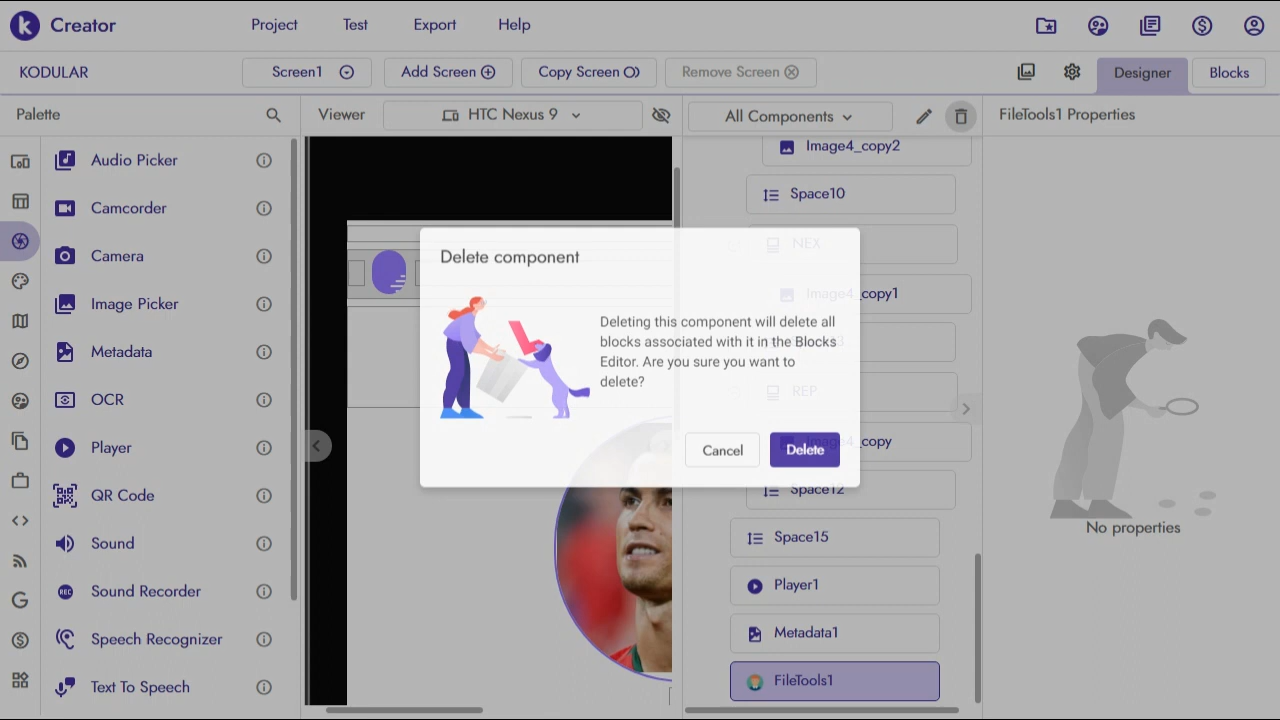 Creator
Project
Test
Export
Help
KODULAR
Screen1
Add Screen
Copy Screen
Remove Screen
Designer
Blocks
Palette
Viewer
HTC Nexus 9
All Components
FileTools1 Properties
Audio Picker
Camcorder
Camera
Image Picker
Metadata
OCR
Player
QR Code
Sound
Sound Recorder
Speech Recognizer
Text To Speech
Delete component
Deleting this component will delete all
blocks associated with it in the Blocks
Editor. Are you sure you want to
delete?
Cancel
Delete
Image4_copy2
Space10
NEX
Image4_copy1
REP
Image4_copy
Space12
Space15
Player1
REC
Metadata1
FileTools1
No properties